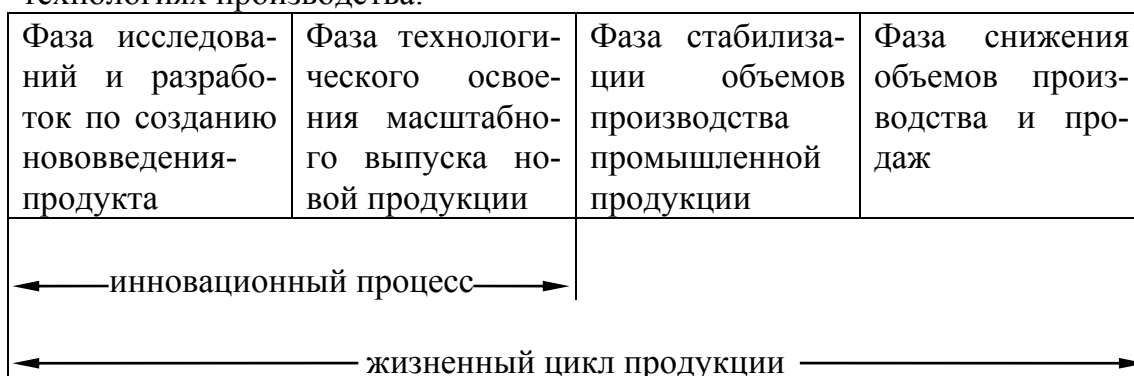 технологиях производства.
Фаза исследова-
ний и разрабо-
ток по созданию
нововведения-
продукта
Фаза технологи-
ческого освое-
ния масштабно-
го выпуска но-
вой продукции
Фаза стабилиза-
ции объемов
производства
промышленной
продукции
Фаза снижения
объемов произ-
водства и про-
даж
инновационный процесс
жизненный цикл продукции